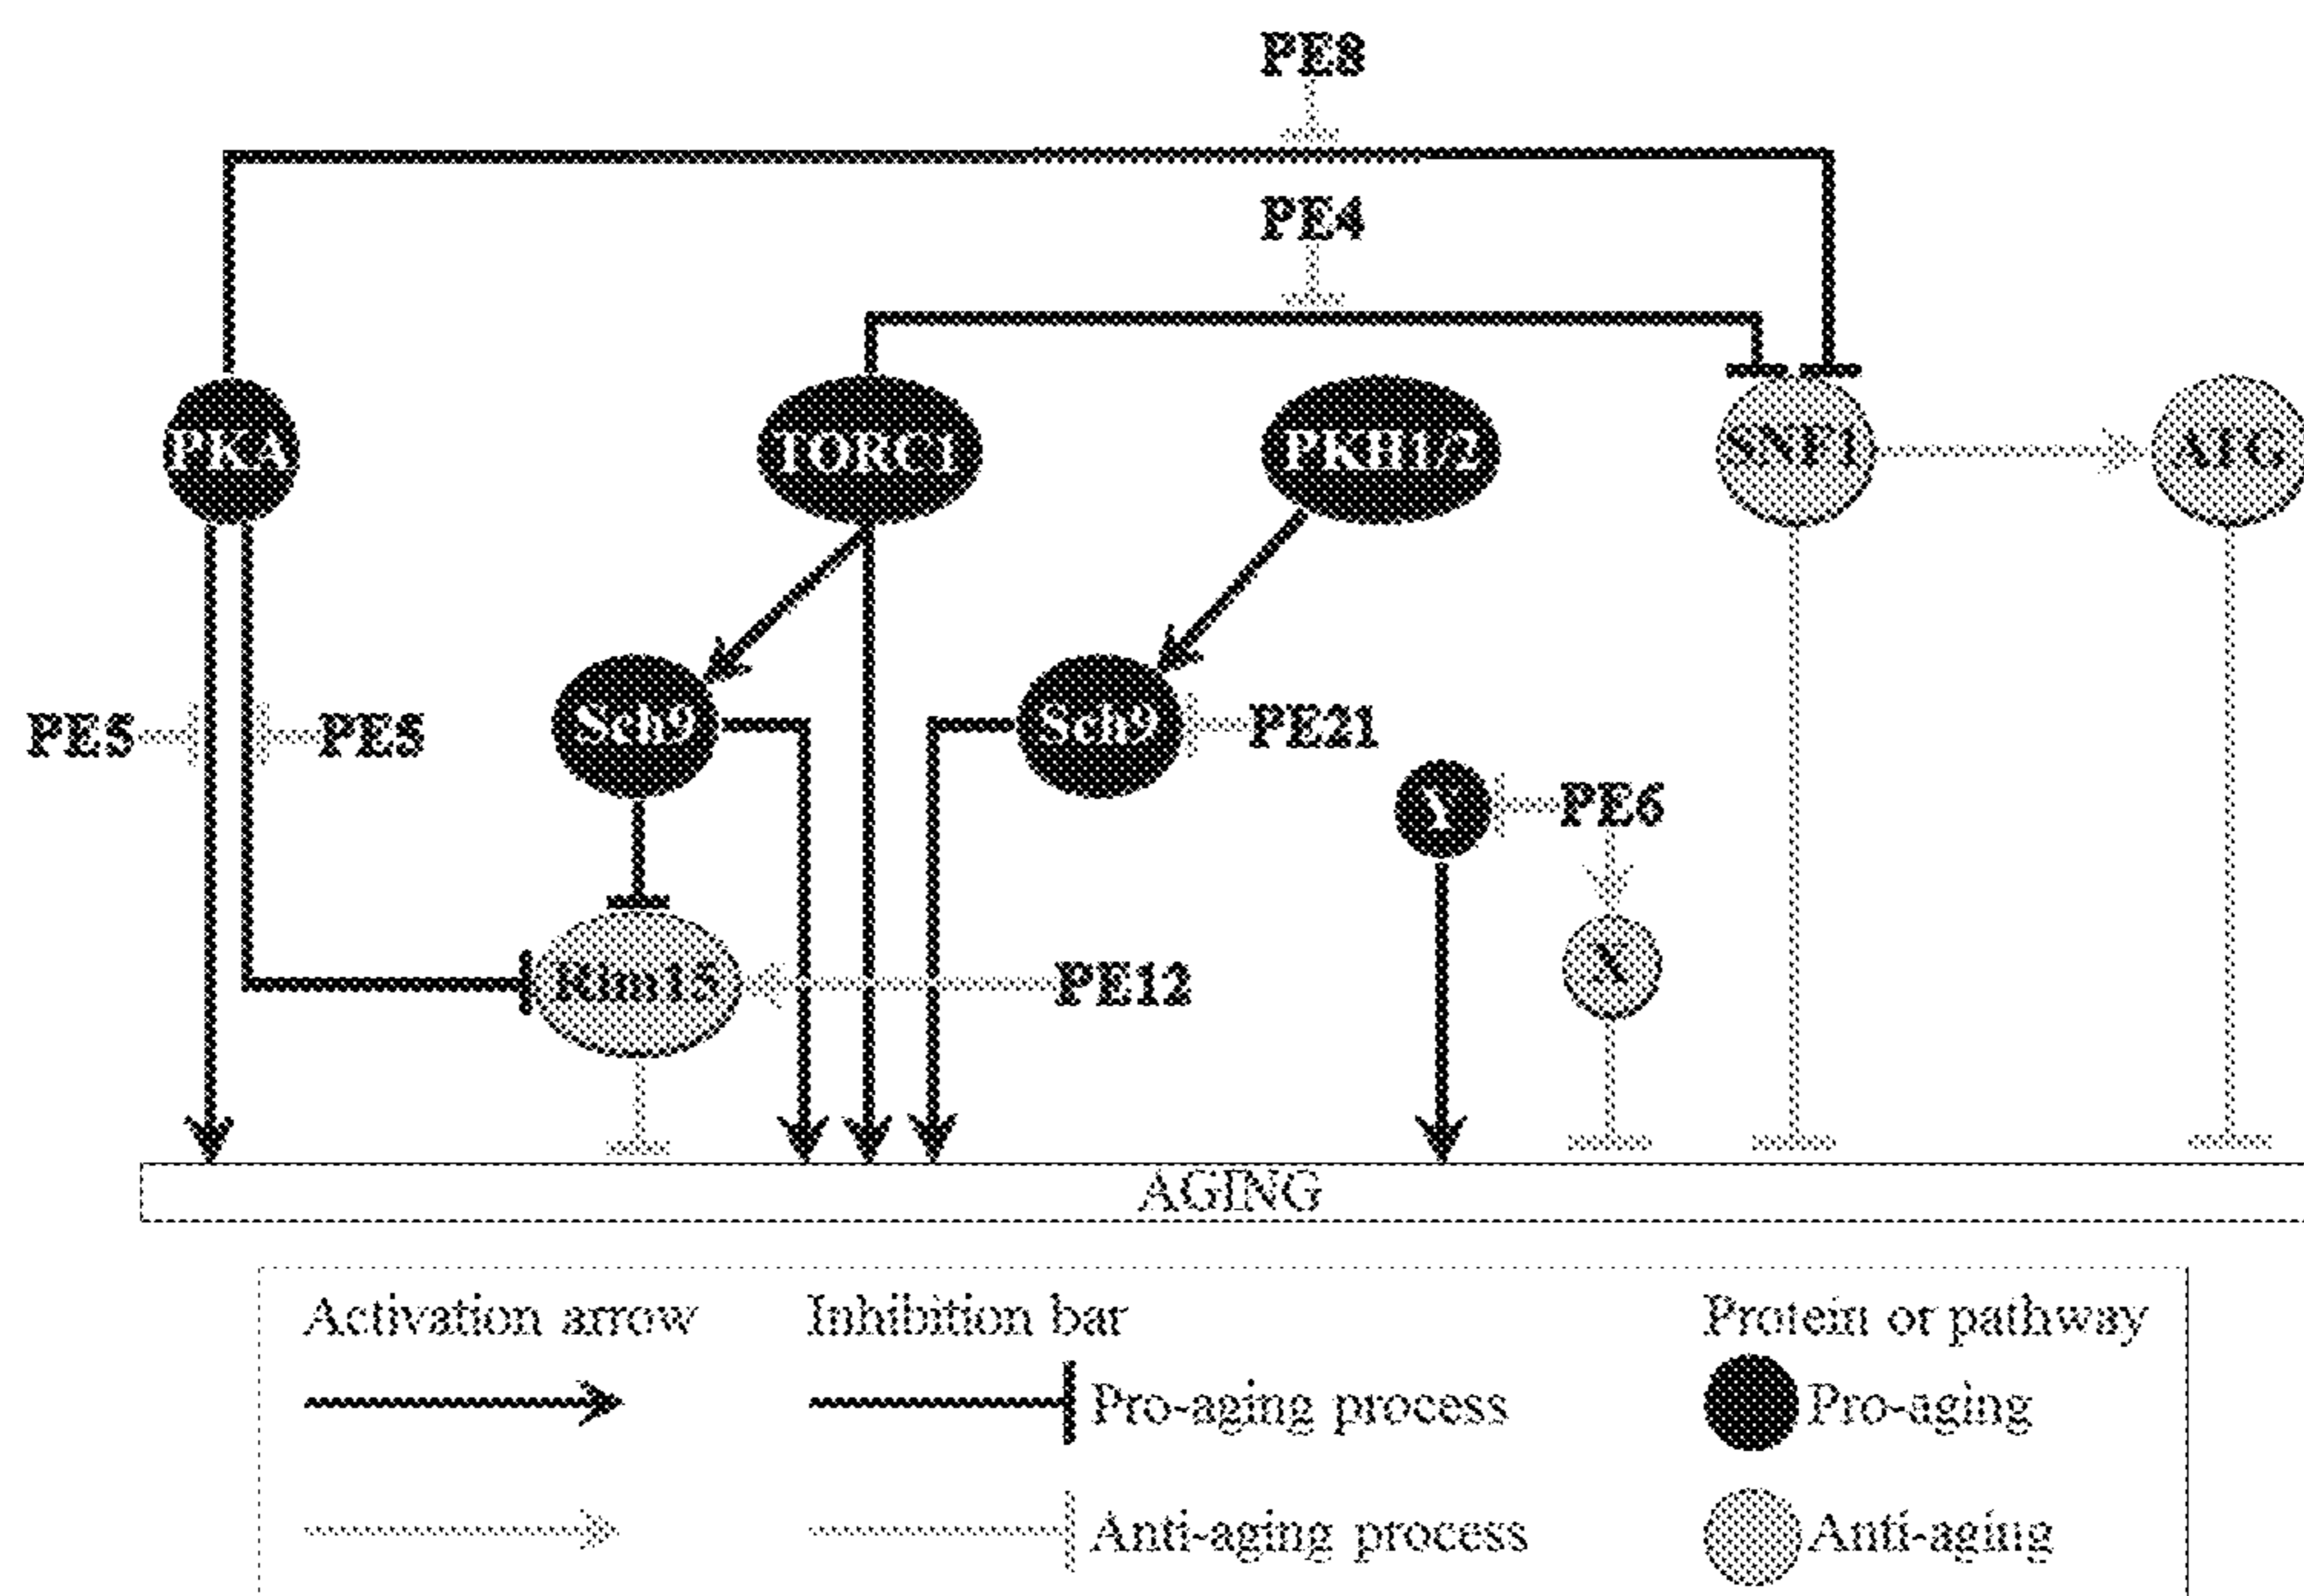 PE8
PE4
PKA
TORC1
PKH1/2
SNF1
ATG
PE5
PE5
Sch9
Sch9
PE21
Y
PE6
Rim15
PE12
X
AGING
Activation arrow
Inhibition bar
Protein or pathway
Pro-aging process
Pro-aging
Anti-aging process
Anti-aging